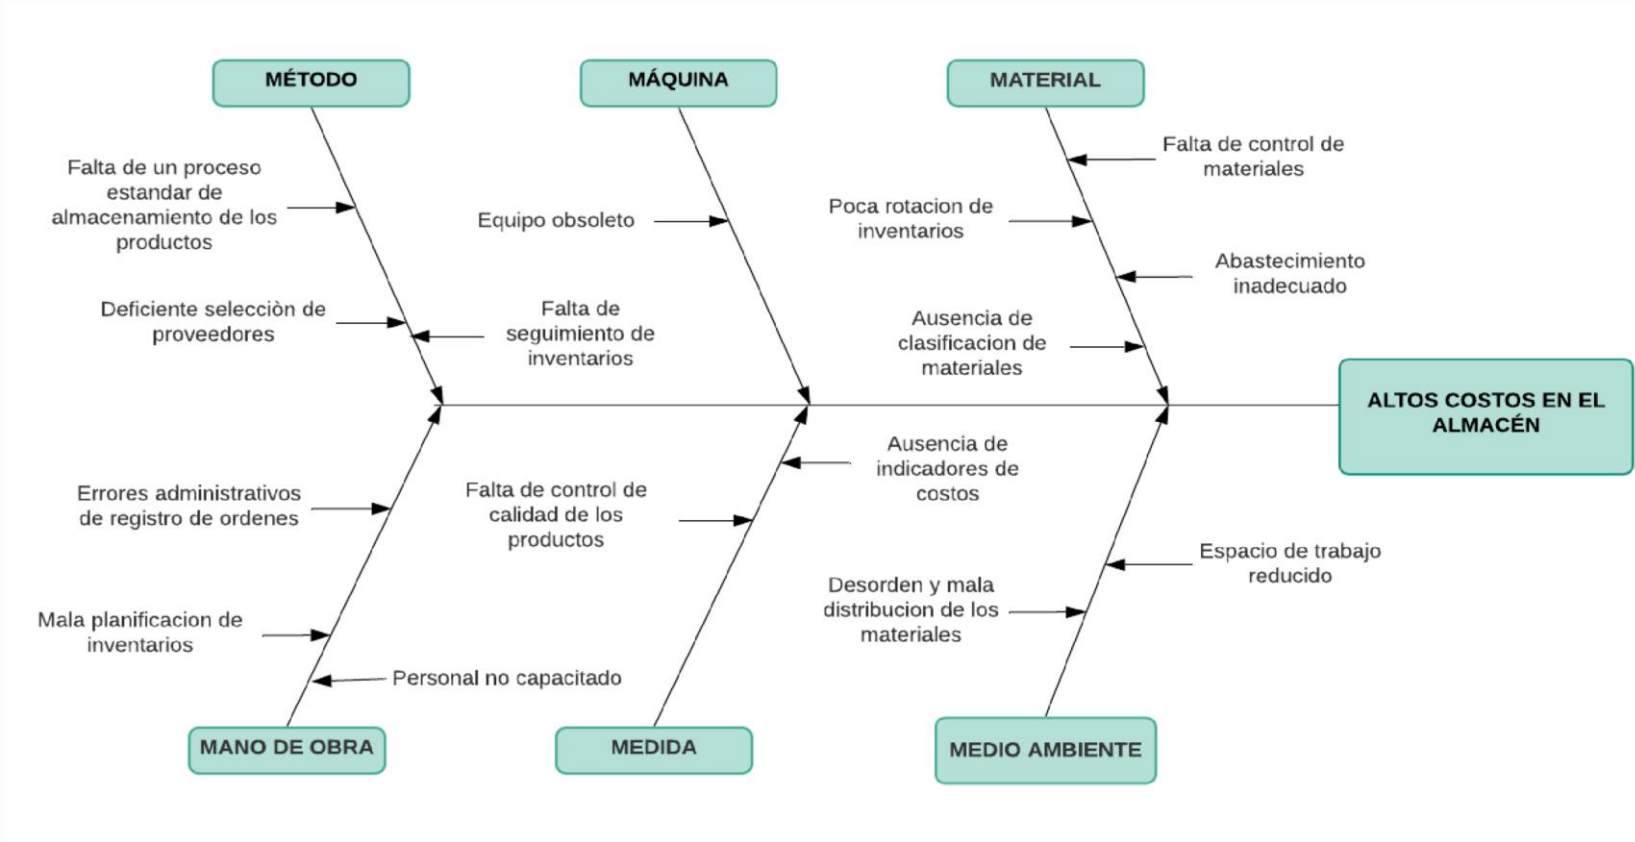 MÉTODO
MÁQUINA
MATERIAL
Falta de un proceso
estandar de
almacenamiento de los
productos
Deficiente selecciòn de
proveedores
Falta de
seguimiento de
inventarios
Equipo obsoleto
Falta de control de
materiales
Poca rotacion de
inventarios
Abastecimiento
inadecuado
Ausencia de
clasificacion de
materiales
ALTOS COSTOS EN EL
ALMACÉN
Errores administrativos
de registro de ordenes
Mala planificacion de
inventarios
Personal no capacitado
Ausencia de
indicadores de
costos
Falta de control de
calidad de los
productos
Espacio de trabajo
reducido
Desorden y mala
distribucion de los
materiales
MANO DE OBRA
MEDIDA
MEDIO AMBIENTE